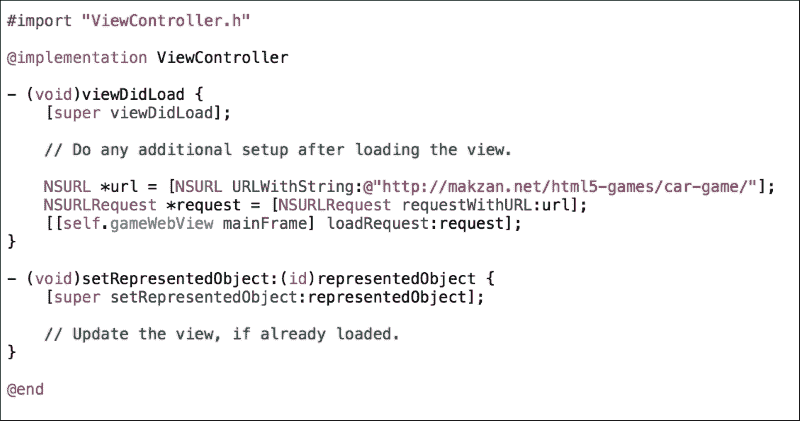 #import "ViewController.h"
@implementation ViewController
- (void)viewDidLoad {
[super viewDidLoad];
// Do any additional setup after loading the view.
NSURL *url = [NSURL URLWithString:@"http://makzan.net/html5-games/car-game/"];
NSURLRequest *request = [NSURLRequest requestWithURL:url];
[[self.gameWebView mainFrame] loadRequest:request];
}
- (void)setRepresentedObject:(id)representedObject {
[super setRepresentedObject:representedObject];
// Update the view, if already loaded.
}
@end